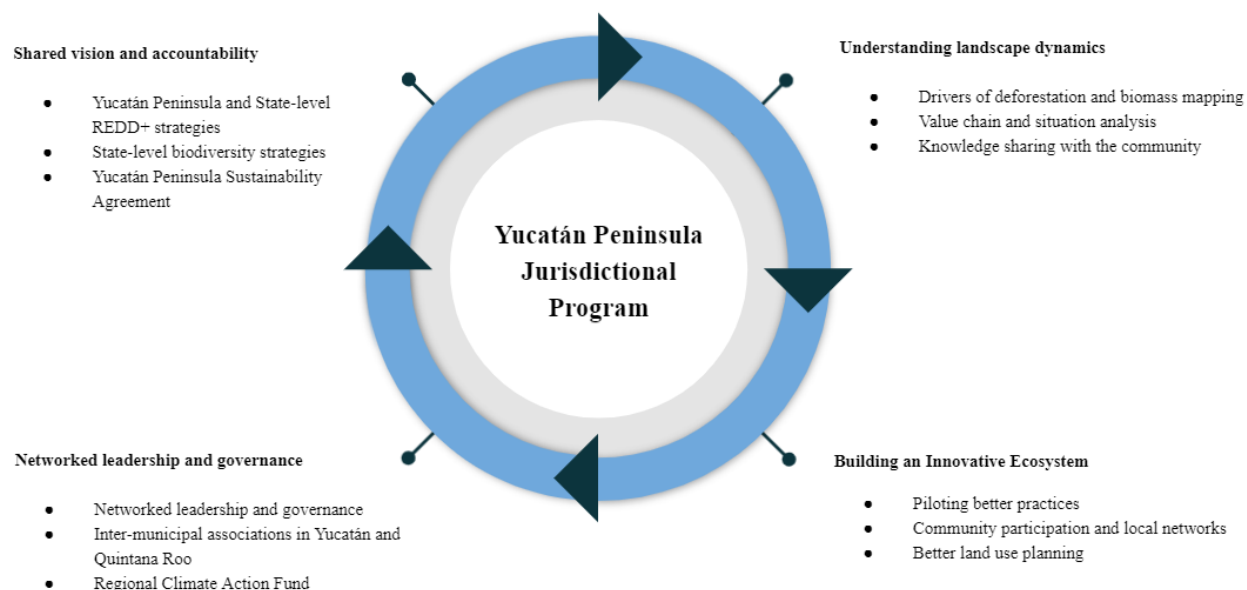 Shared vision and accountability
● Yucatán Peninsula and State-level
REDD+ strategies
● State-level biodiversity strategies
● Yucatán Peninsula Sustainability
Agreement
Understanding landscape dynamics
● Drivers of deforestation and biomass mapping
● Value chain and situation analysis
● Knowledge sharing with the community
Yucatán Peninsula
Jurisdictional
Program
Networked leadership and governance
● Networked leadership and governance
● Inter-municipal associations in Yucatán and
Quintana Roo
● Regional Climate Action Fund
Building an Innovative Ecosystem
● Piloting better practices
● Community participation and local networks
● Better land use planning